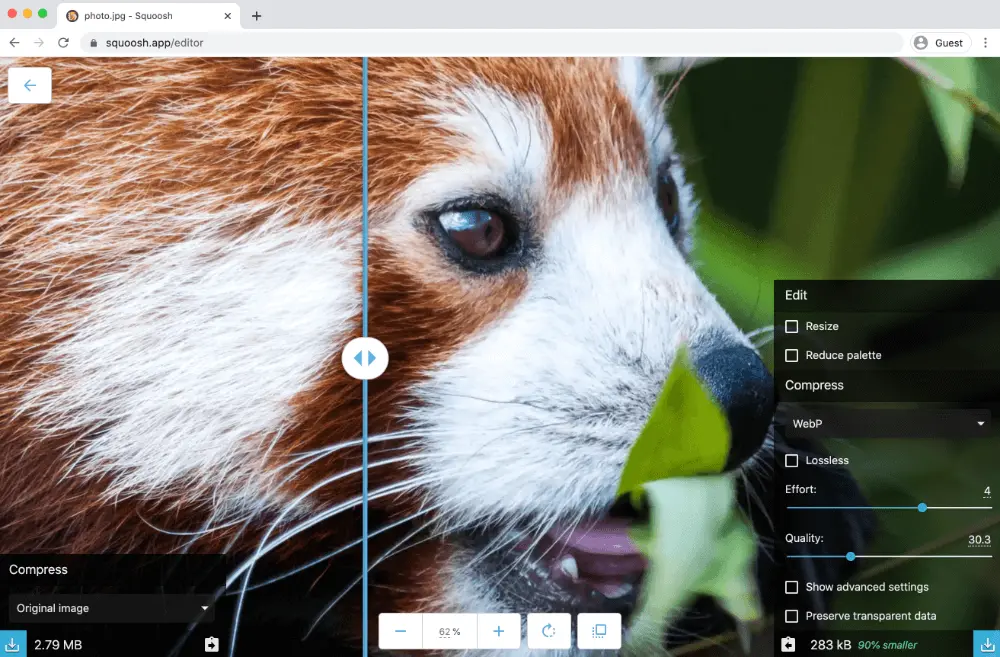 photo.jpg - Squoosh
squoosh.app/editor
Guest
Edit
Resize
Reduce palette
Compress
WebP
Lossless
Effort: 4
Quality: 30.3
Show advanced settings
Preserve transparent data
283 kB 90% smaller
Compress
Original image
2.79 MB
62 %